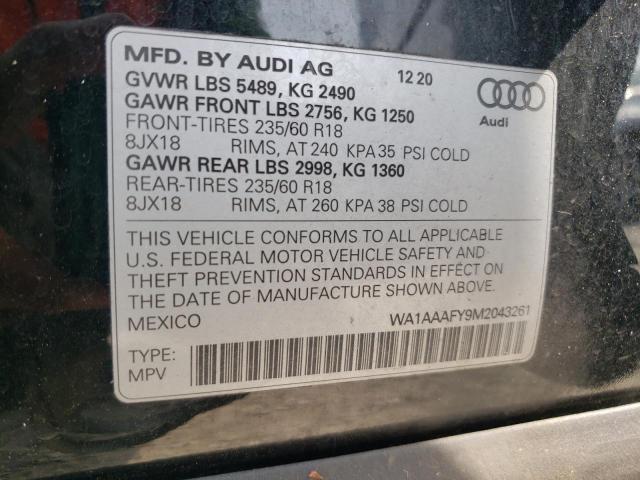 MFD. BY AUDI AG 12 20
GVWR LBS 5489, KG 2490
GAWR FRONT LBS 2756, KG 1250
FRONT-TIRES 235/60 R18
8JX18 RIMS, AT 240 KPA 35 PSI COLD
GAWR REAR LBS 2998, KG 1360
REAR-TIRES 235/60 R18
8JX18 RIMS, AT 260 KPA 38 PSI COLD
Audi
THIS VEHICLE CONFORMS TO ALL APPLICABLE
U.S. FEDERAL MOTOR VEHICLE SAFETY AND
THEFT PREVENTION STANDARDS IN EFFECT ON
THE DATE OF MANUFACTURE SHOWN ABOVE.
MEXICO WA1AAAFY9M2043261
TYPE:
MPV